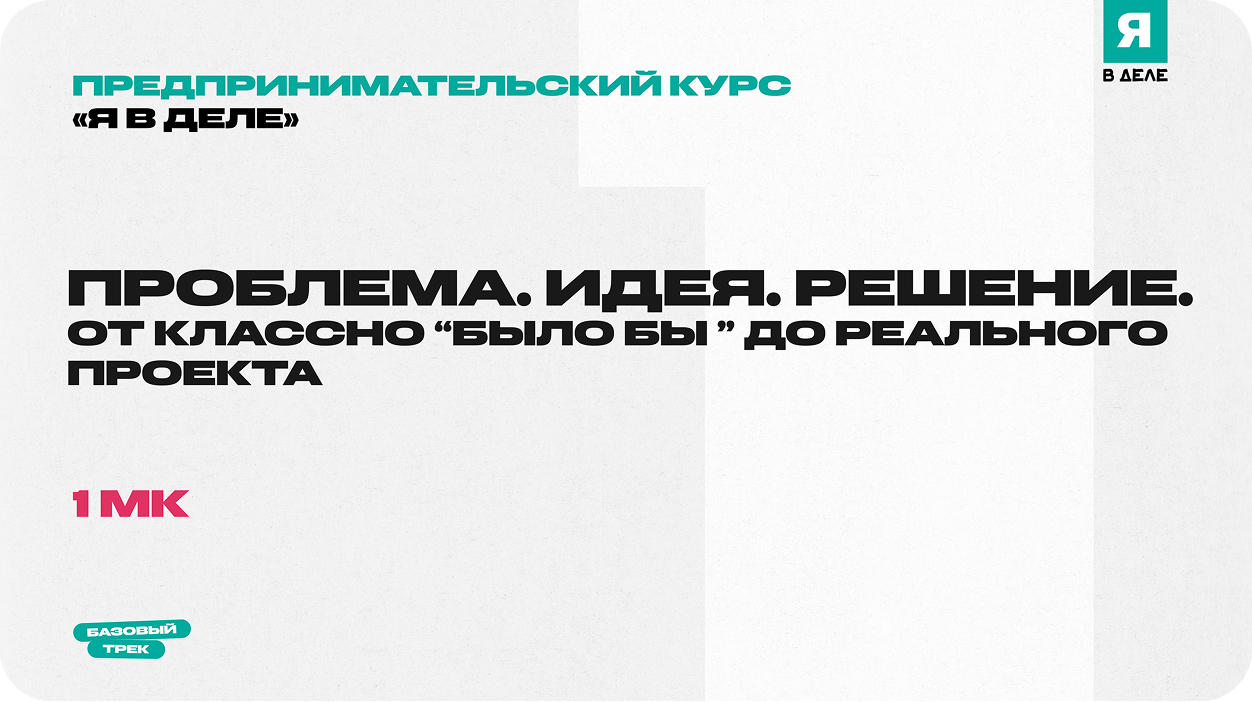 Я
В ДЕЛЕ
ПРЕДПРИНИМАТЕЛЬСКИЙ КУРС
«Я В ДЕЛЕ»
ПРОБЛЕМА. ИДЕЯ. РЕШЕНИЕ.
ОТ КЛАССНО “БЫЛО БЫ ” ДО РЕАЛЬНОГО
ПРОЕКТА
1 МК
БАЗОВЫЙ
ТРЕК